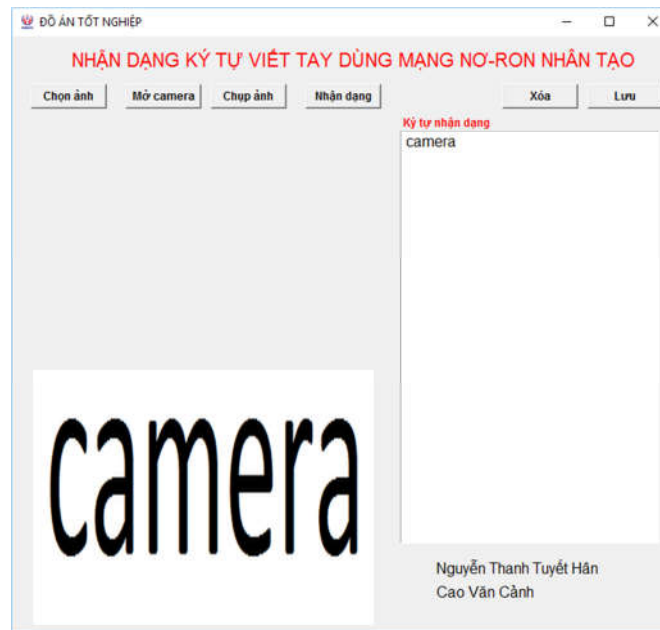 ĐỒ ÁN TỐT NGHIỆP
NHẬN DẠNG KÝ TỰ VIẾT TAY DÙNG MẠNG NƠ-RON NHÂN TẠO
Chọn ảnh Mở camera Chụp ảnh Nhận dạng Xóa Lưu
Ký tự nhận dạng
camera
camera
Nguyễn Thanh Tuyết Hân
Cao Văn Cảnh